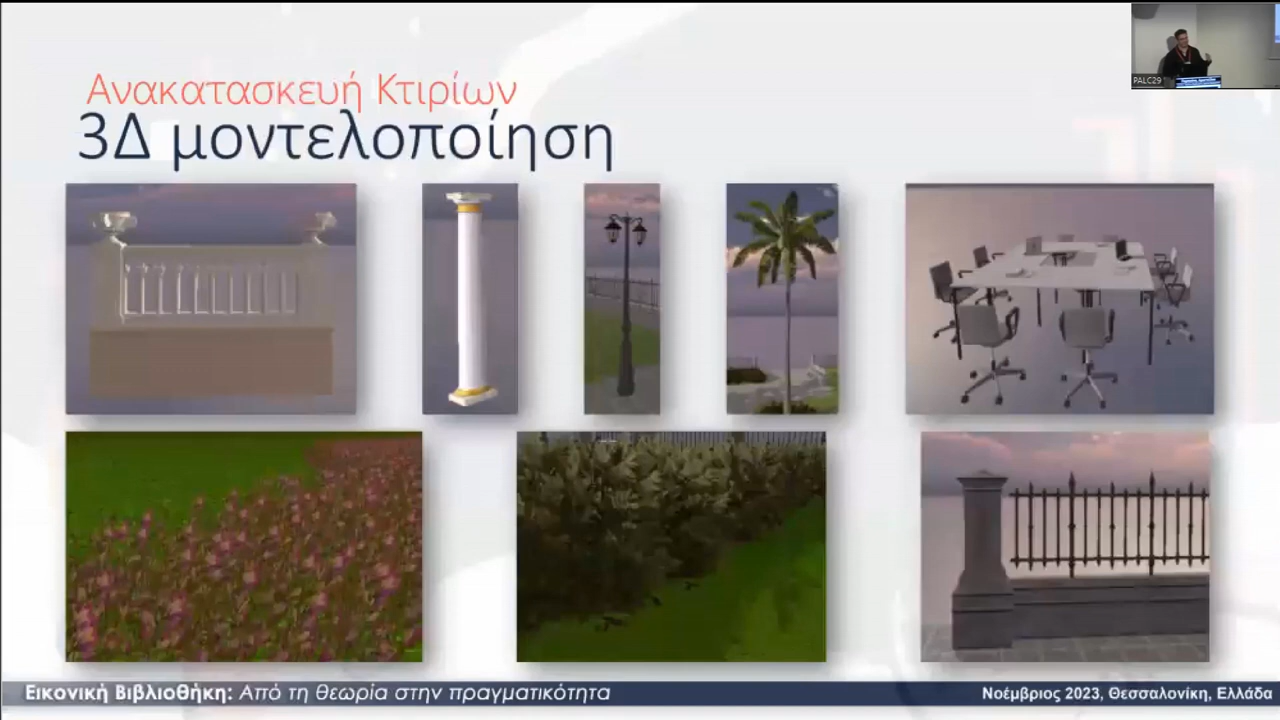 Ανακατασκευή Κτιρίων
3Δ μοντελοποίηση
PALC29
Εικονική Βιβλιοθήκη: Από τη θεωρία στην πραγματικότητα
Νοέμβριος 2023, Θεσσαλονίκη, Ελλάδα